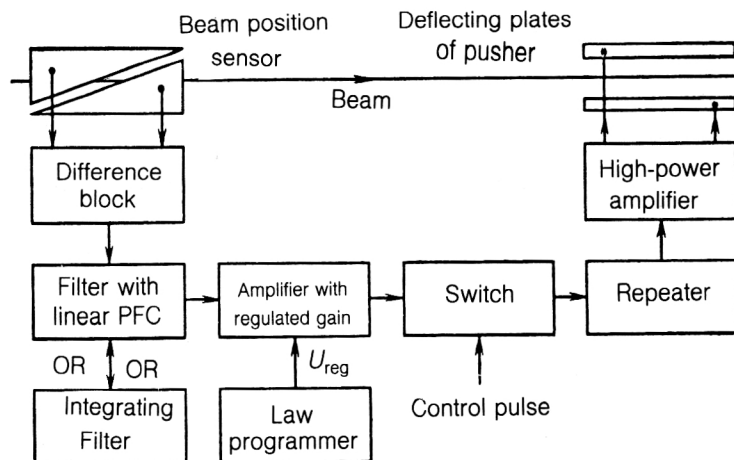 Beam position
sensor
Deflecting plates
of pusher
Beam
Difference
block
High-power
amplifier
Filter with
linear PFC
Amplifier with
regulated gain
Switch
Repeater
OR
OR
Ureg
Integrating
Filter
Law
programmer
Control pulse